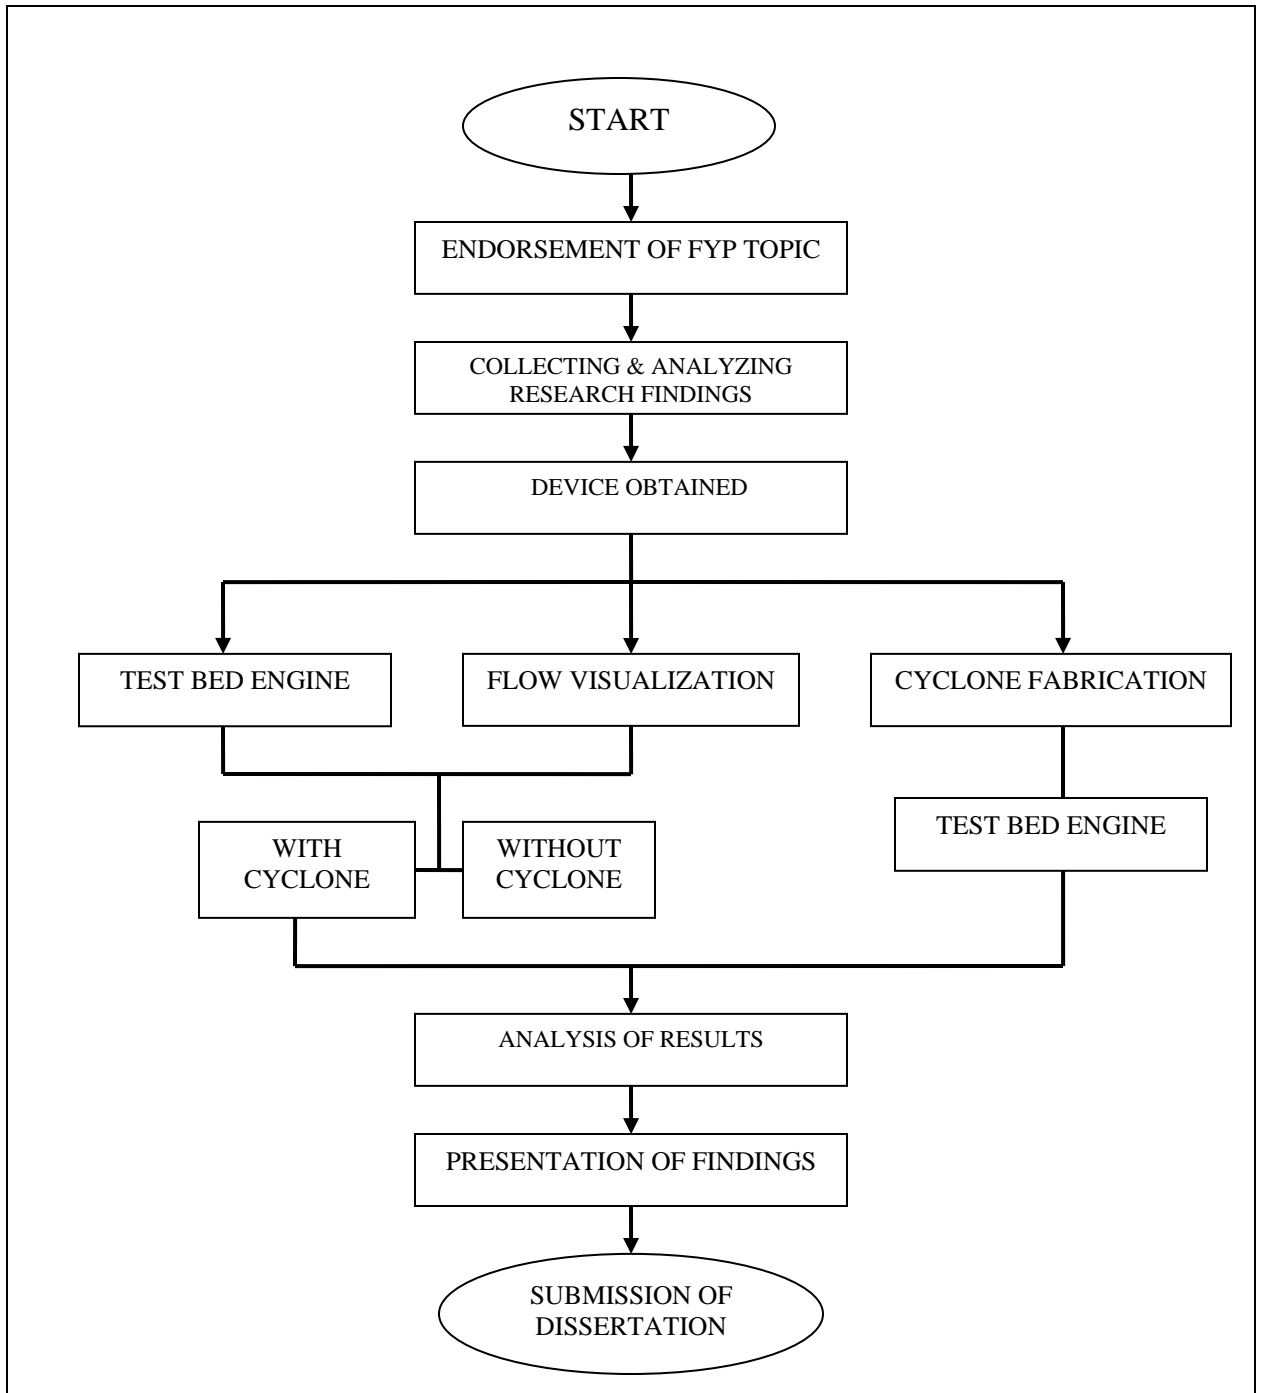 START
ENDORSEMENT OF FYP TOPIC
COLLECTING & ANALYZING
RESEARCH FINDINGS
DEVICE OBTAINED
TEST BED ENGINE
FLOW VISUALIZATION
CYCLONE FABRICATION
WITH
CYCLONE
WITHOUT
CYCLONE
TEST BED ENGINE
ANALYSIS OF RESULTS
PRESENTATION OF FINDINGS
SUBMISSION OF
DISSERTATION